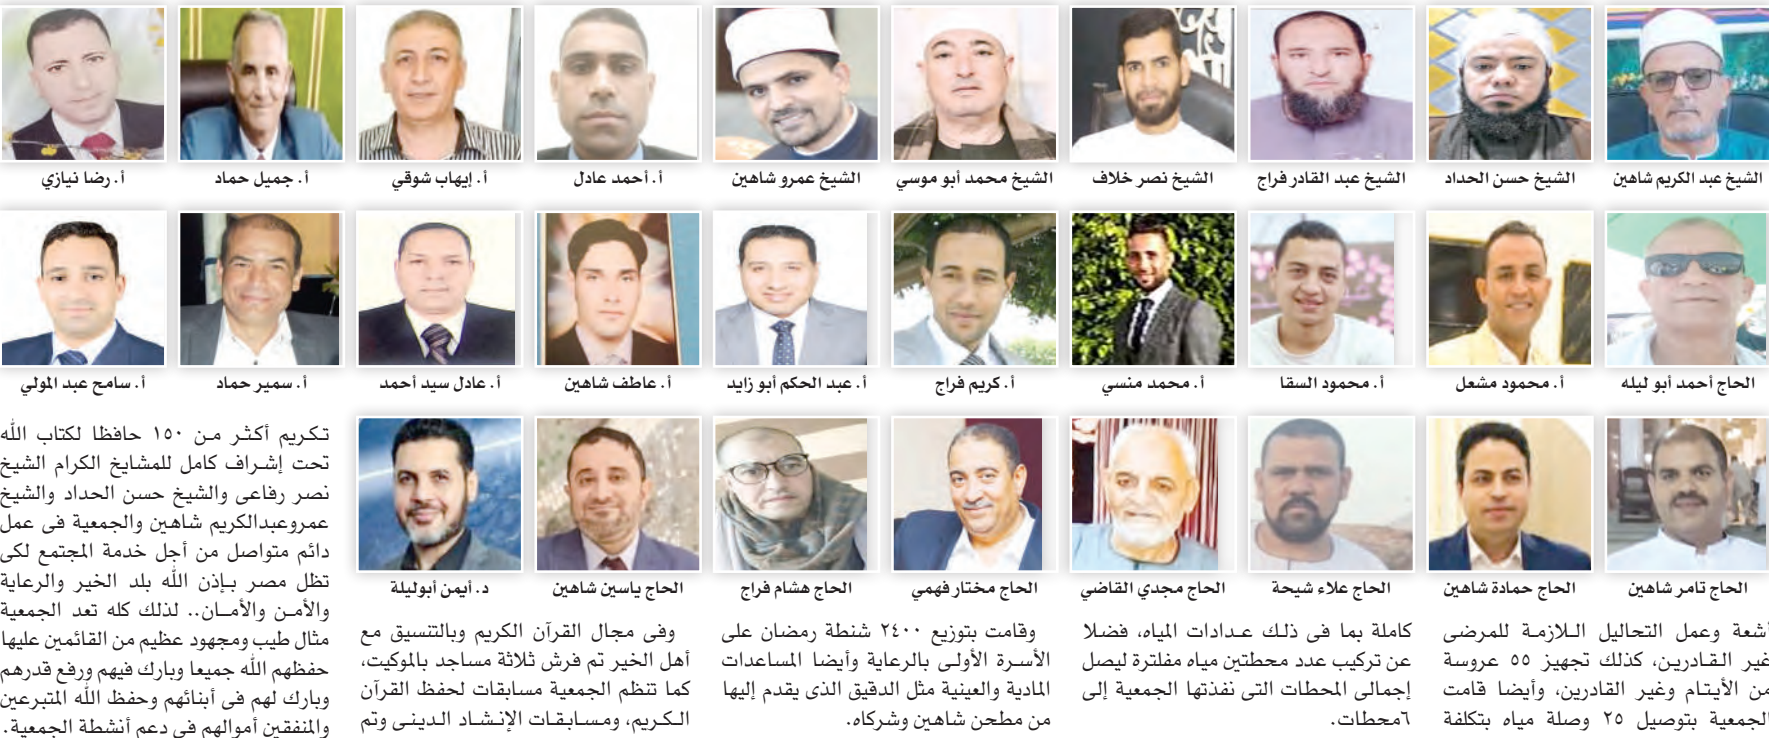 الشيخ عبد الكريم شاهين
الشيخ حسن الحداد
الشيخ عبد القادر فراج
الشيخ نصر خلاف
الشيخ محمد أبو موسي
الشيخ عمرو شاهين
أ. أحمد عادل
أ. إيهاب شوقي
أ. جميل حماد
أ. رضا نيازي
الحاج أحمد أبو ليله
أ. محمود مشعل
أ. محمود السقا
أ. محمد منسي
أ. كريم فراج
أ. عبد الحكم أبو زايد
أ. عاطف شاهين
أ. عادل سيد أحمد
أ. سمير حماد
أ. سامح عبد المولي
الحاج تامر شاهين
الحاج حمادة شاهين
الحاج علاء شيحة
الحاج مجدي القاضي
الحاج مختار فهمي
الحاج هشام فراج
الحاج ياسين شاهين
د. أيمن أبوليلة
أشعة وعمل التحاليل اللازمة للمرضى
غير القادرين، كذلك تجهيز ٥٥ عروسة
من الأيتام وغير القادرين، وأيضا قامت
الجمعية بتوصيل ٢٥ وصلة مياه بتكلفة
كاملة بما فى ذلك عدادات المياه، فضلا
عن تركيب عدد محطتين مياه مفلترة ليصل
إجمالى المحطات التى نفذتها الجمعية إلى
٦محطات.
وقامت بتوزيع ٢٤٠٠ شنطة رمضان على
الأسرة الأولى بالرعاية وأيضا المساعدات
المادية والعينية مثل الدقيق الذى يقدم إليها
من مطحن شاهين وشركاه.
وفى مجال القرآن الكريم وبالتنسيق مع
أهل الخير تم فرش ثلاثة مساجد بالموكيت،
كما تنظم الجمعية مسابقات لحفظ القرآن
الكريم، ومسابقات الإنشاد الدينى وتم
تكريم أكثر من ١٥٠ حافظا لكتاب الله
تحت إشراف كامل للمشايخ الكرام الشيخ
نصر رفاعى والشيخ حسن الحداد والشيخ
عمروعبدالكريم شاهين والجمعية فى عمل
دائم متواصل من أجل خدمة المجتمع لكى
تظل مصر بإذن الله بلد الخير والرعاية
والأمن والأمان.. لذلك كله تعد الجمعية
مثال طيب ومجهود عظيم من القائمين عليها
حفظهم الله جميعا وبارك فيهم ورفع قدرهم
وبارك لهم فى أبنائهم وحفظ الله المتبرعين
والمنفقين أموالهم فى دعم أنشطة الجمعية.